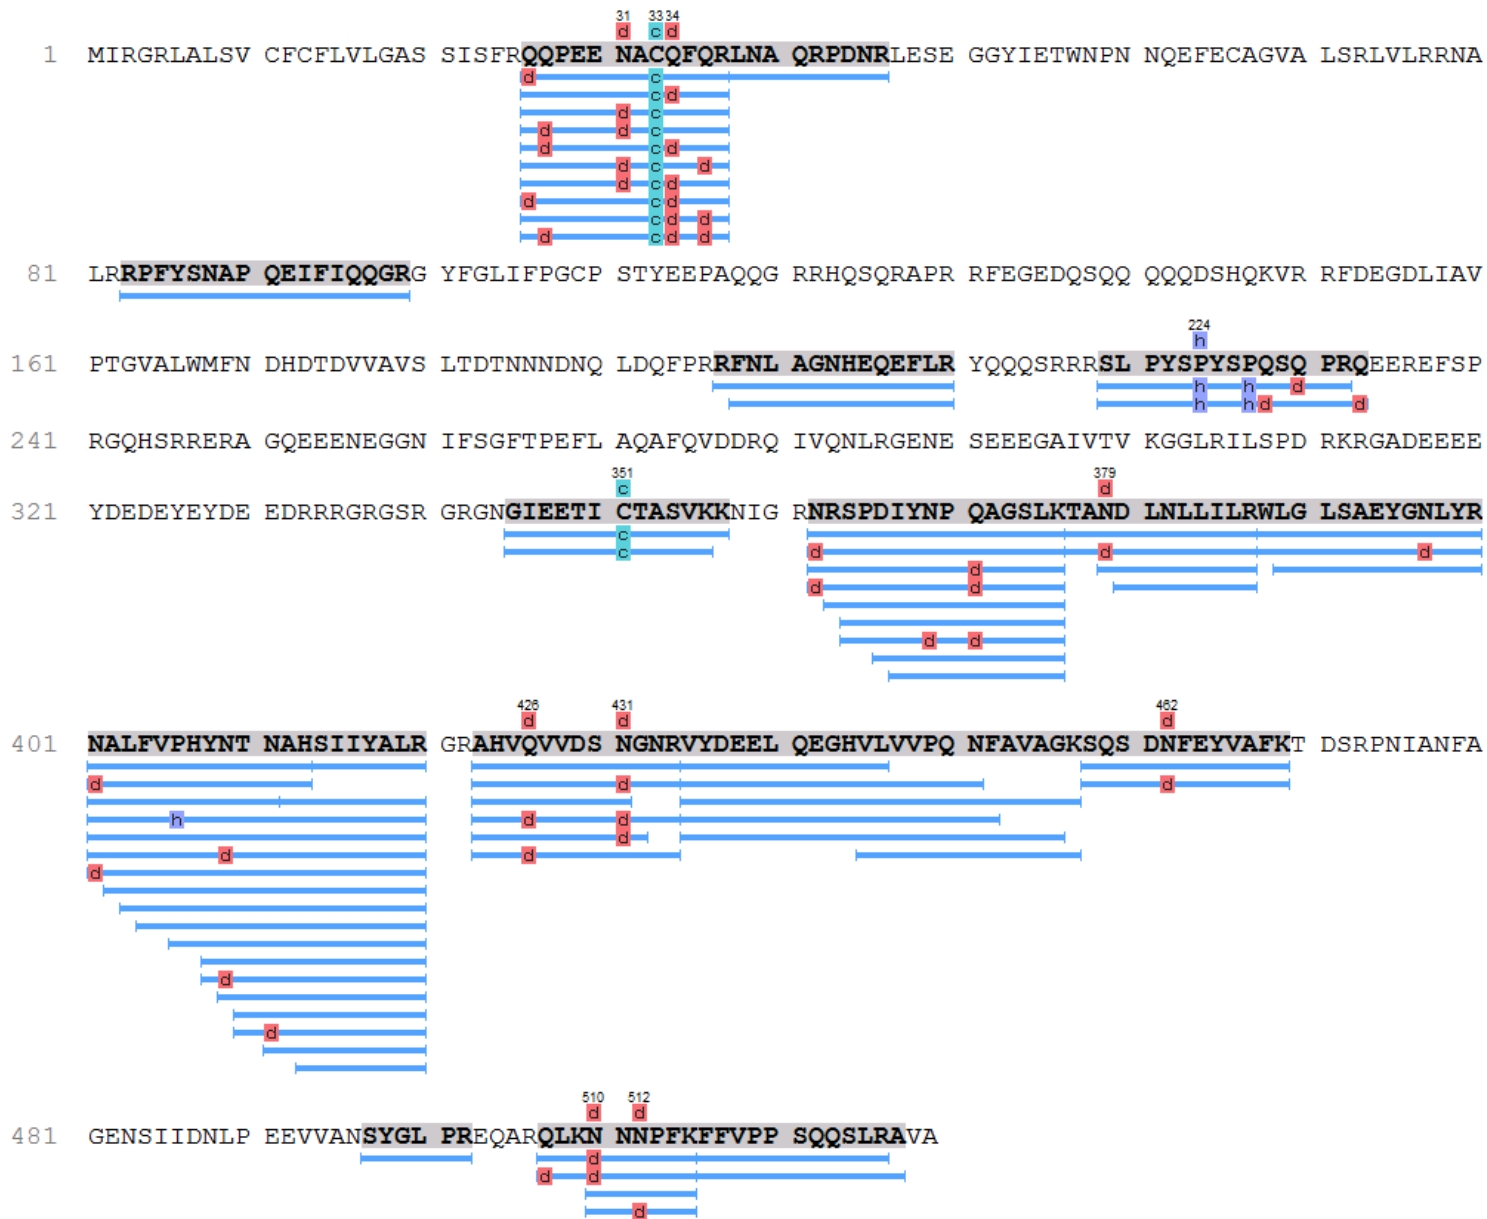 31 33 34
d c d
1 MIRGRLALSV CFCFLVLGAS SISFRQQPEE NACQFQRLNA QRPDNRLESE GGYIETWNPN NQEFECAGVA LSRLVLRRNA
d c
c d
d c
d d c
d c d
d c d
d c d
d c d
c d d
d c d d
81 LRRPFYSNAP QEIFIQQGRG YFGLIFPGCP STYEEPAQQG RRHQSQRAPR RFEGEDQSQQ QQQDSHQKVR RFDEGDLIAV
224
h
161 PTGVALWMFN DHDTDVVAVS LTDTNNNDNQ LDQFPRRFNL AGNHEQEFLR YQQQSRRRSL PYSPYSPQSQ PRQEEREFSP
h h d
h h d d
241 RGQHSRRERA GQEEENEGGN IFSGFTPEFL AQAFQVDDRQ IVQNLRGENE SEEEGAIVTV KGGLRILSPD RKRGADEEEE
351 379
c d
321 YDEDEYEYDE EDRRRGRGSR GRGNGIEETI CTASVKKNIG RNRSPDIYNP QAGSLKTAND LNLLILRWLG LSAEYGNLYR
c
c d d d
d
d d
d d
426 431 462
d d d
401 NALFVPHYNT NAHSIIYALR GRAHVQVVDS NGNRVYDEEL QEGHVLVVPQ NFAVAGKSQS DNFEYVAFKT DSRPNIANFA
d d d
h d d
d
d d
d
d
d
510 512
d d
481 GENSIIDNLP EEVVANSYGL PREQARQLKN NNPFKFFVPP SQQSLRAVA
d
d d
d